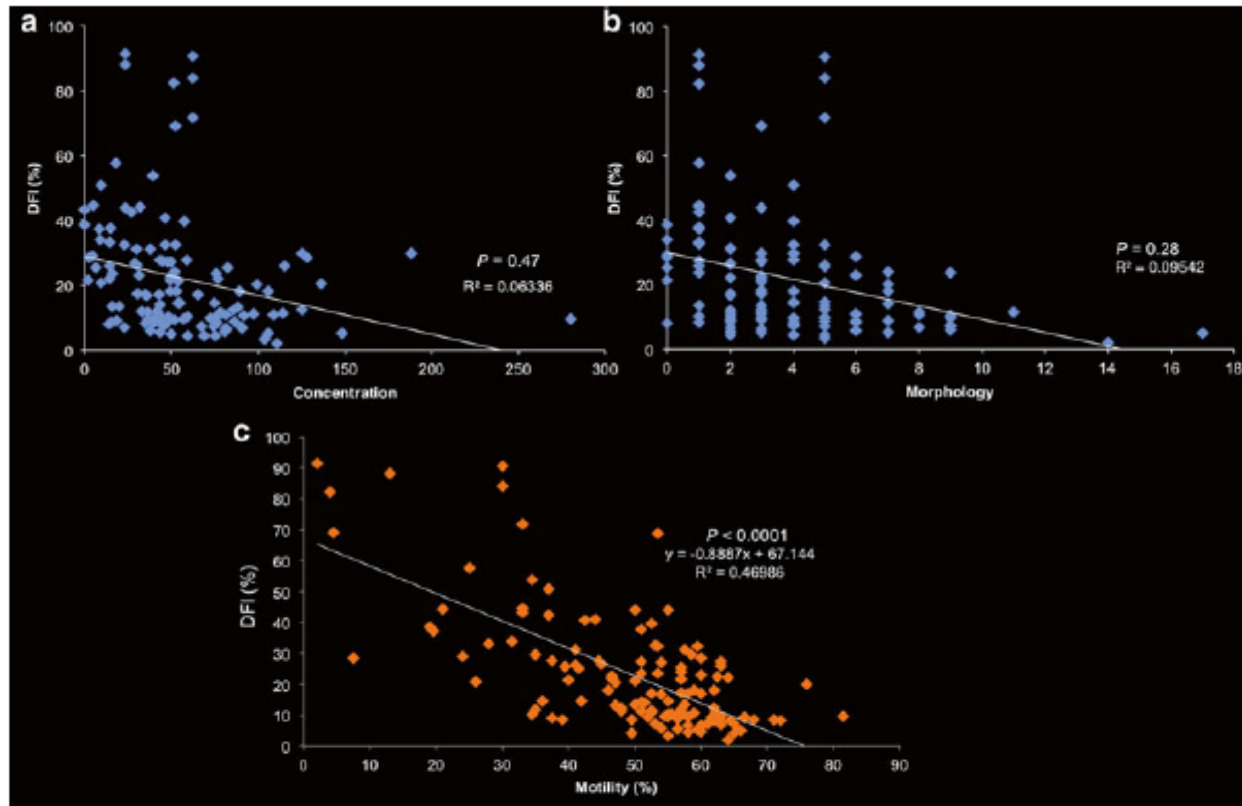 a
100
80
60
40
20
0
DFI (%)
P = 0.47
R² = 0.06336
0 50 100 150 200 250 300
Concentration
b
100
80
60
40
20
0
DFI (%)
P = 0.28
R² = 0.09542
0 2 4 6 8 10 12 14 16 18
Morphology
c
100
90
80
70
60
50
40
30
20
10
0
DFI (%)
P < 0.0001
y = -0.8887x + 67.144
R² = 0.46986
0 10 20 30 40 50 60 70 80 90
Motility (%)